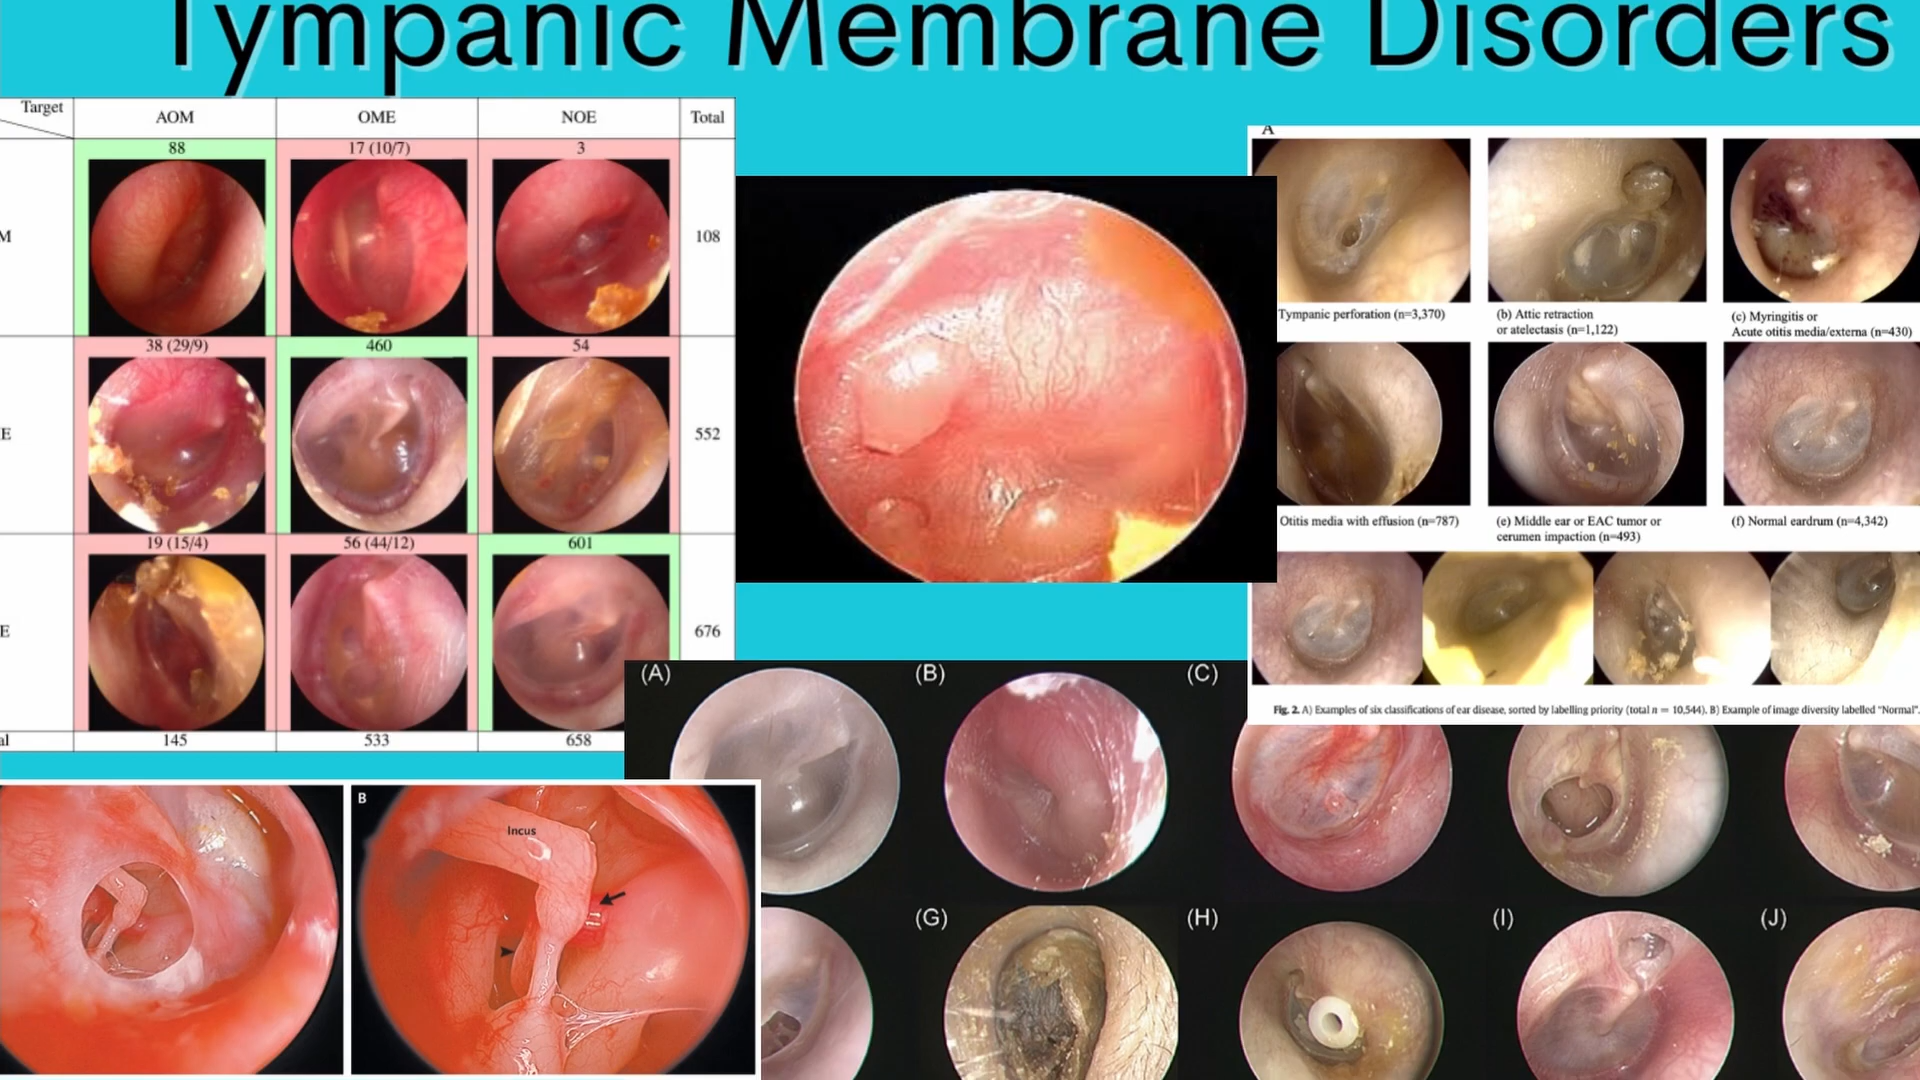 Tympanic Membrane Disorders
Target
AOM
OME
NOE
Total
88
17 (10/7)
3
M
108
38 (29/9)
460
54
E
552
19 (15/4)
56 (44/12)
601
E
676
al
145
533
658
A
Tympanic perforation (n=3,370)
(b) Attic retraction
or atelectasis (n=1,122)
(c) Myringitis or
Acute otitis media/externa (n=430)
Otitis media with effusion (n=787)
(e) Middle ear or EAC tumor or
cerumen impaction (n=493)
(f) Normal eardrum (n=4,342)
Fig. 2. A) Examples of six classifications of ear disease, sorted by labelling priority (total n = 10,544). B) Example of image diversity labelled "Normal".
(A)
(B)
(C)
B
Incus
(G)
(H)
(I)
(J)